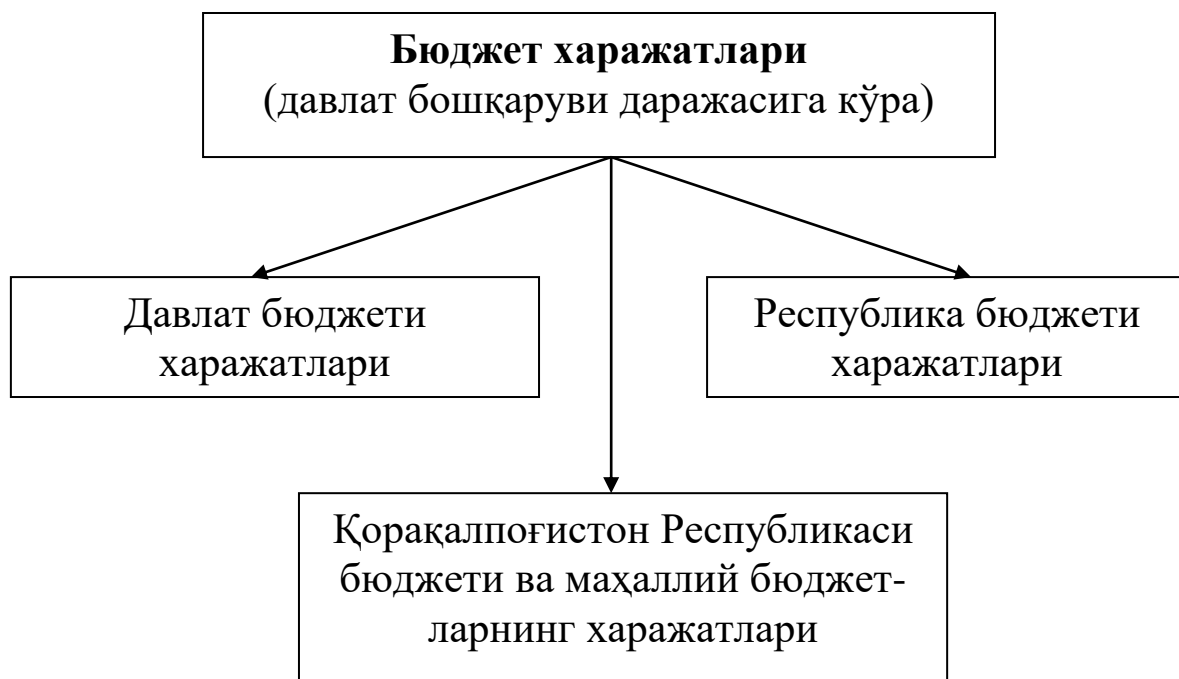 Бюджет харажатлари
(давлат бошқаруви даражасига кўра)
Давлат бюджети
харажатлари
Республика бюджети
харажатлари
Қорақалпоғистон Республикаси
бюджети ва маҳаллий бюджет-
ларнинг харажатлари